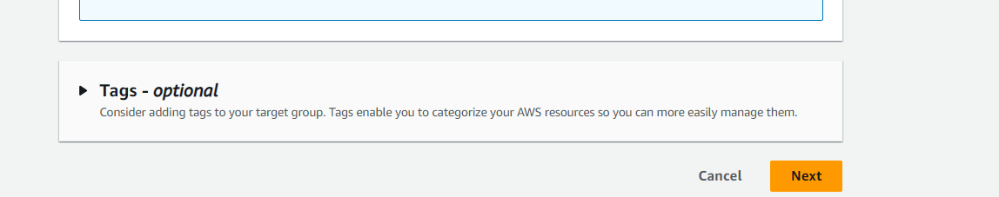 Tags - optional
Consider adding tags to your target group. Tags enable you to categorize your AWS resources so you can more easily manage them.
Cancel Next